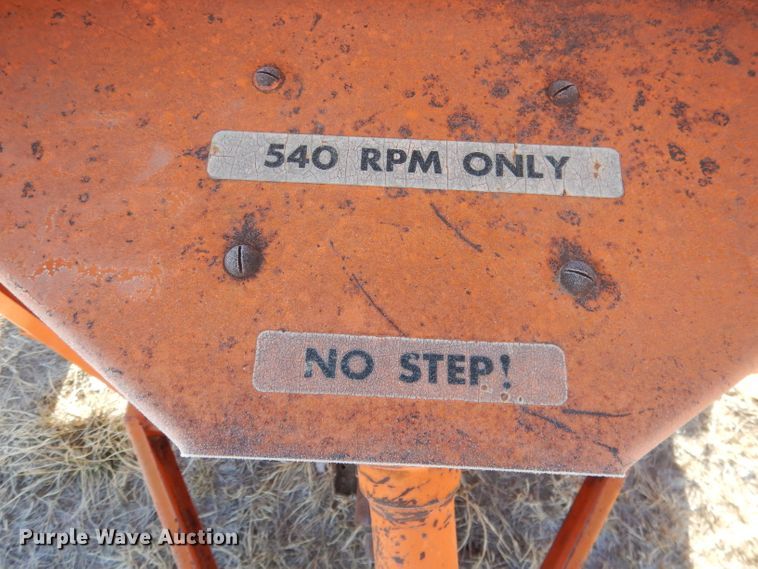 540 RPM ONLY
NO STEP!
Purple Wave Auction